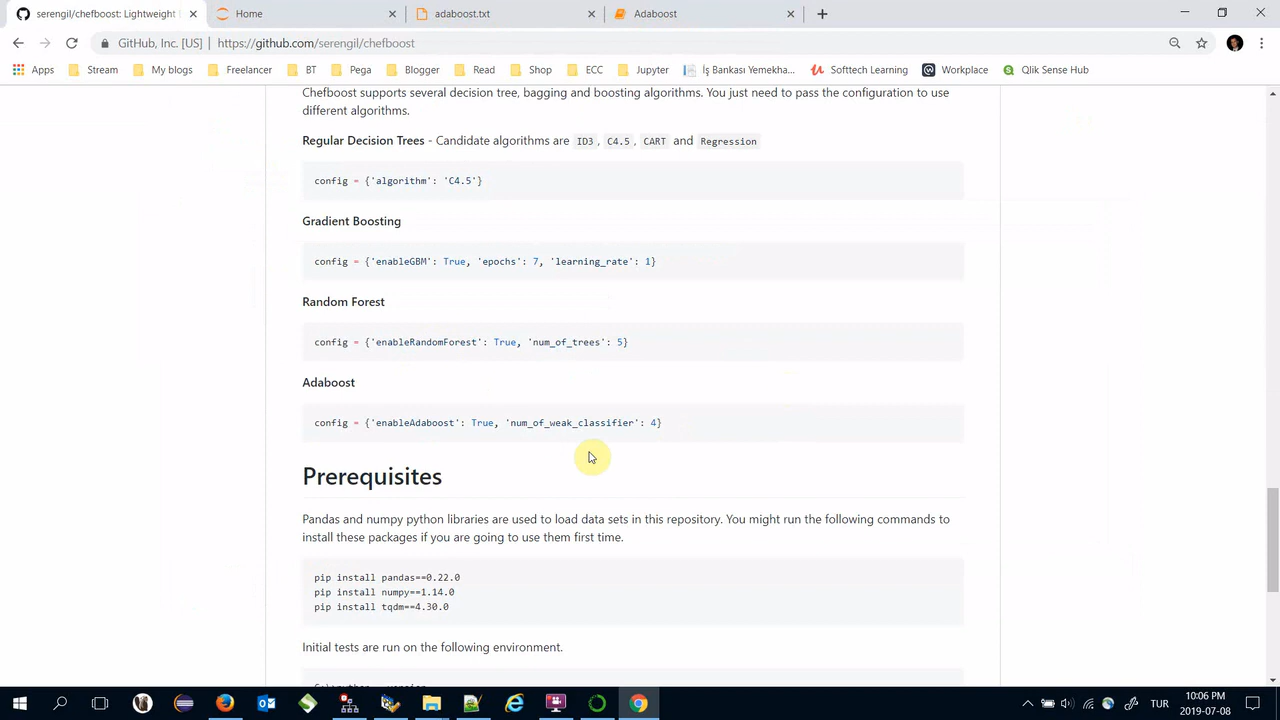 serengil/chefboost: Lightweight
Home
adaboost.txt
Adaboost
GitHub, Inc. [US]
https://github.com/serengil/chefboost
Apps
Stream
My blogs
Freelancer
BT
Pega
Blogger
Read
Shop
ECC
Jupyter
İş Bankası Yemekha...
Softtech Learning
Workplace
Qlik Sense Hub
Chefboost supports several decision tree, bagging and boosting algorithms. You just need to pass the configuration to use
different algorithms.
Regular Decision Trees - Candidate algorithms are ID3 , C4.5 , CART and Regression
config = {'algorithm': 'C4.5'}
Gradient Boosting
config = {'enableGBM': True, 'epochs': 7, 'learning_rate': 1}
Random Forest
config = {'enableRandomForest': True, 'num_of_trees': 5}
Adaboost
config = {'enableAdaboost': True, 'num_of_weak_classifier': 4}
Prerequisites
Pandas and numpy python libraries are used to load data sets in this repository. You might run the following commands to
install these packages if you are going to use them first time.
pip install pandas==0.22.0
pip install numpy==1.14.0
pip install tqdm==4.30.0
Initial tests are run on the following environment.
TUR
10:06 PM
2019-07-08